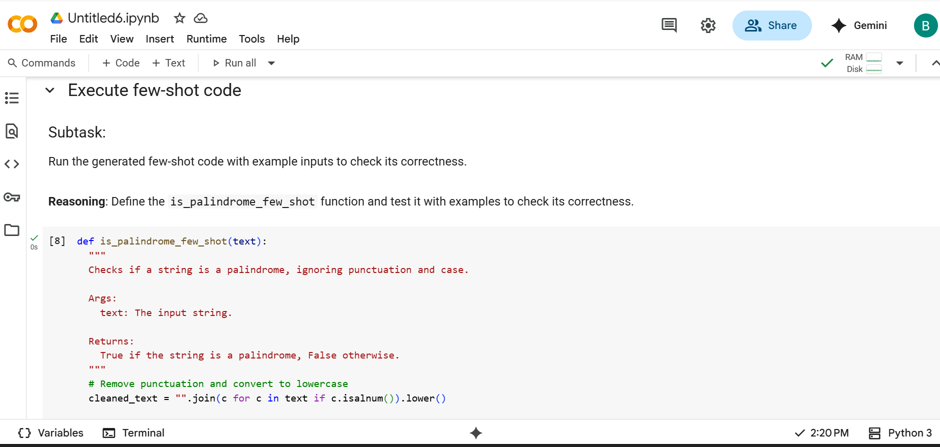 Untitled6.ipynb
File Edit View Insert Runtime Tools Help
Share
Gemini
B
Commands + Code + Text Run all
RAM
Disk
Execute few-shot code
Subtask:
Run the generated few-shot code with example inputs to check its correctness.
Reasoning: Define the is_palindrome_few_shot function and test it with examples to check its correctness.
0s
[8] def is_palindrome_few_shot(text):
"""
Checks if a string is a palindrome, ignoring punctuation and case.
Args:
text: The input string.
Returns:
True if the string is a palindrome, False otherwise.
"""
# Remove punctuation and convert to lowercase
cleaned_text = "".join(c for c in text if c.isalnum()).lower()
Variables Terminal 2:20 PM Python 3